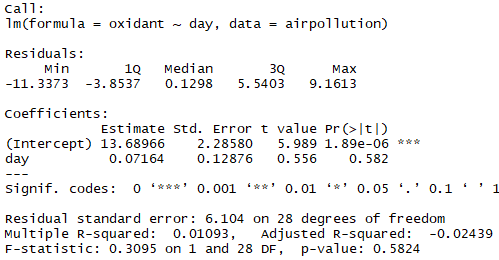 Call:
lm(formula = oxidant ~ day, data = airpollution)
Residuals:
Min 1Q Median 3Q Max
-11.3373 -3.8537 0.1298 5.5403 9.1613
Coefficients:
Estimate Std. Error t value Pr(>|t|)
(Intercept) 13.68966 2.28580 5.989 1.89e-06 ***
day 0.07164 0.12876 0.556 0.582
---
Signif. codes: 0 ‘***’ 0.001 ‘**’ 0.01 ‘*’ 0.05 ‘.’ 0.1 ‘ ’ 1
Residual standard error: 6.104 on 28 degrees of freedom
Multiple R-squared: 0.01093, Adjusted R-squared: -0.02439
F-statistic: 0.3095 on 1 and 28 DF, p-value: 0.5824